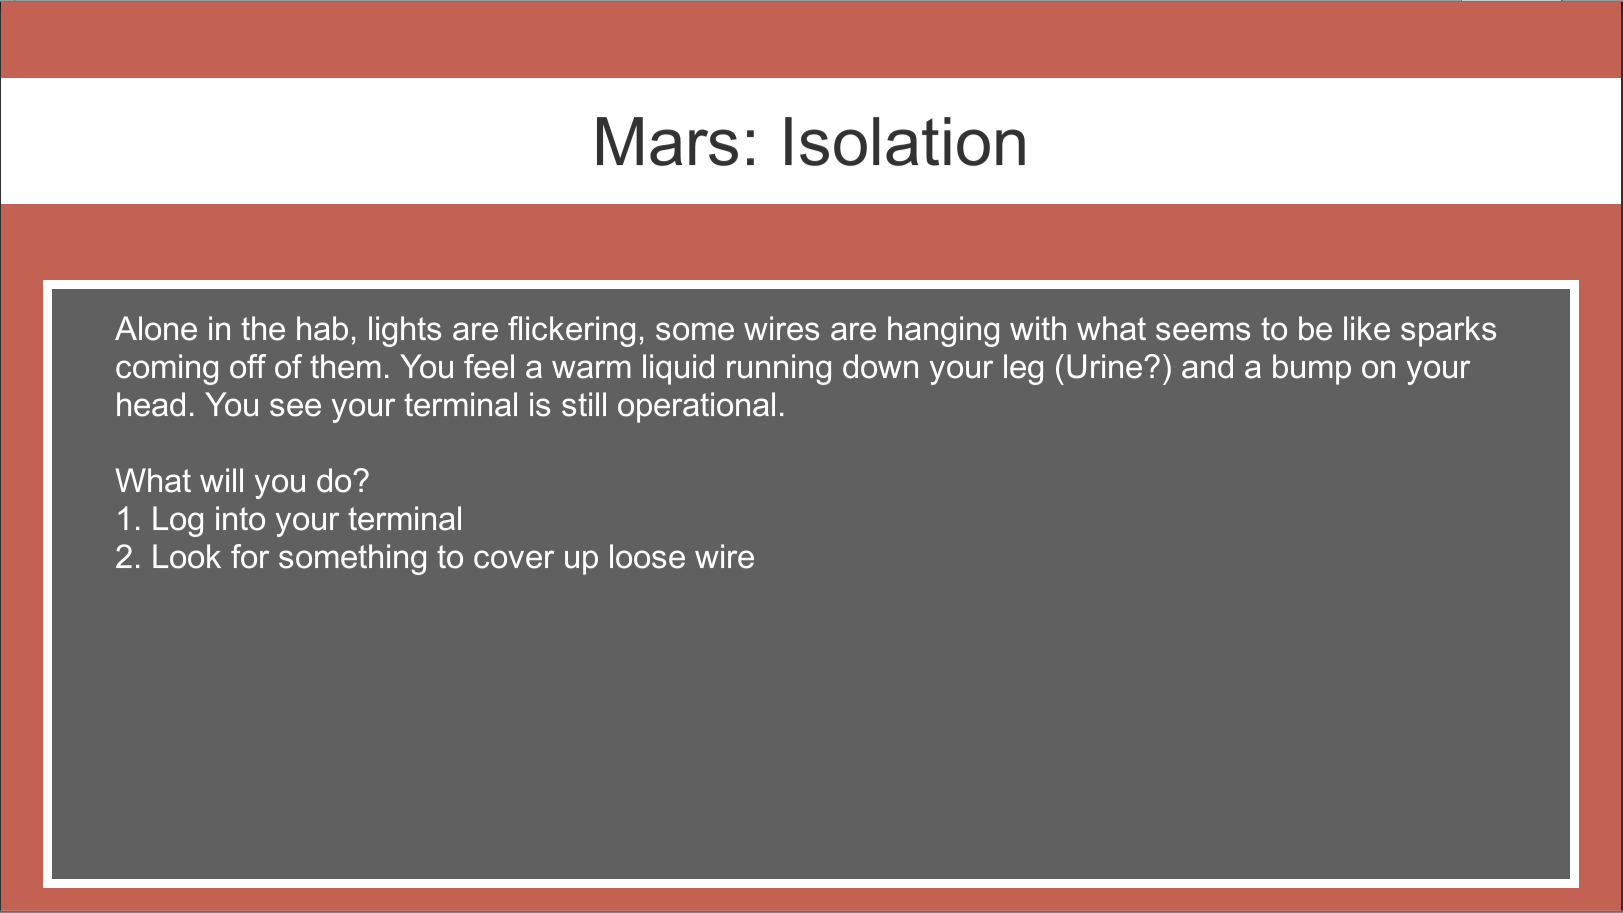 Mars: Isolation
Alone in the hab, lights are flickering, some wires are hanging with what seems to be like sparks
coming off of them. You feel a warm liquid running down your leg (Urine?) and a bump on your
head. You see your terminal is still operational.
What will you do?
1. Log into your terminal
2. Look for something to cover up loose wire